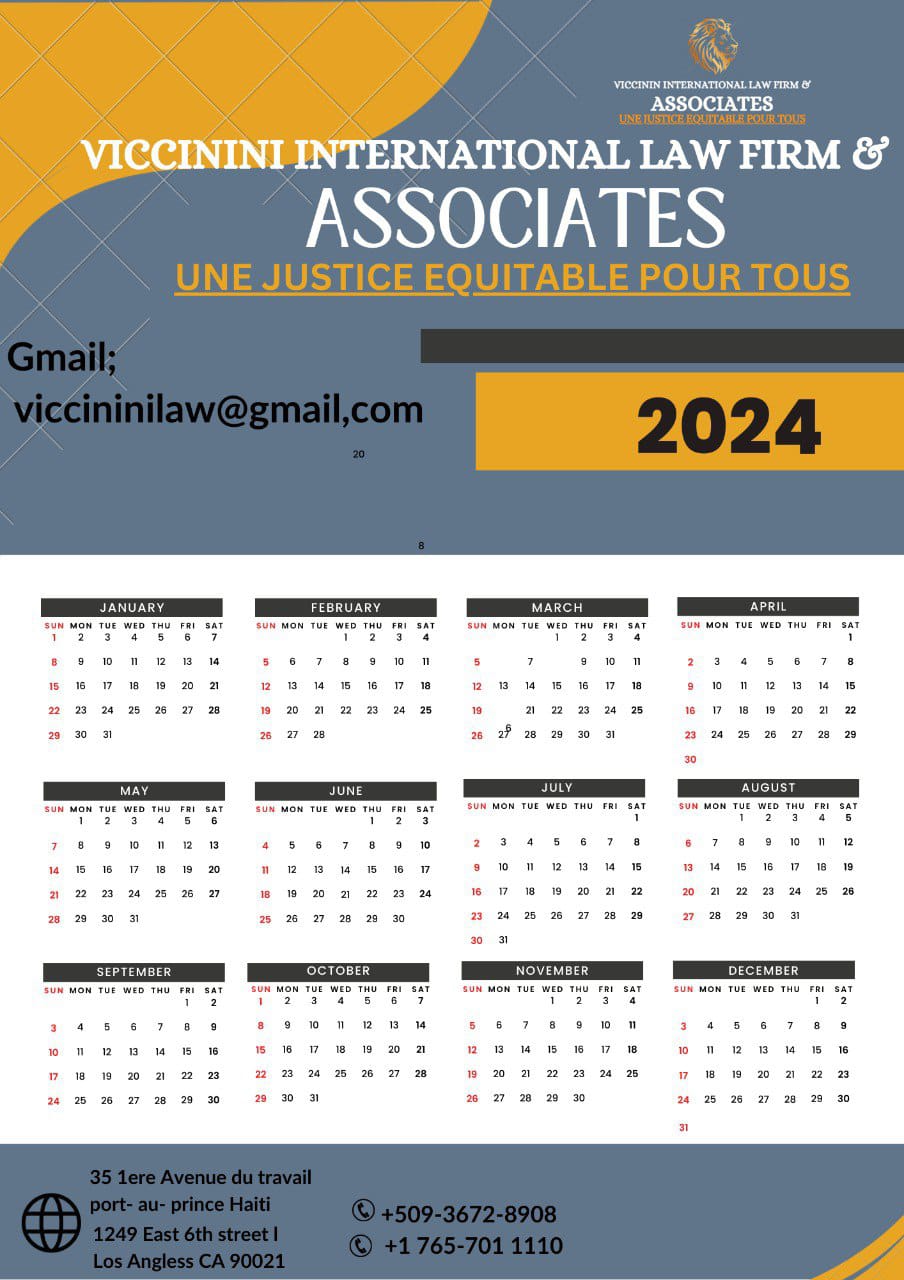 VICCININ INTERNATIONAL LAW FIRM &
ASSOCIATES
UNE JUSTICE EQUITABLE POUR TOUS
VICCININI INTERNATIONAL LAW FIRM &
ASSOCIATES
UNE JUSTICE EQUITABLE POUR TOUS
Gmail;
viccininilaw@gmail,com
2024
20
8
JANUARY
SUN MON TUE WED THU FRI SAT
1 2 3 4 5 6 7
8 9 10 11 12 13 14
15 16 17 18 19 20 21
22 23 24 25 26 27 28
29 30 31
FEBRUARY
SUN MON TUE WED THU FRI SAT
1 2 3 4
5 6 7 8 9 10 11
12 13 14 15 16 17 18
19 20 21 22 23 24 25
26 27 28
MARCH
SUN MON TUE WED THU FRI SAT
1 2 3 4
5 7 9 10 11
12 13 14 15 16 17 18
19 21 22 23 24 25
6
26 27 28 29 30 31
APRIL
SUN MON TUE WED THU FRI SAT
1
2 3 4 5 6 7 8
9 10 11 12 13 14 15
16 17 18 19 20 21 22
23 24 25 26 27 28 29
30
MAY
SUN MON TUE WED THU FRI SAT
1 2 3 4 5 6
7 8 9 10 11 12 13
14 15 16 17 18 19 20
21 22 23 24 25 26 27
28 29 30 31
JUNE
SUN MON TUE WED THU FRI SAT
1 2 3
4 5 6 7 8 9 10
11 12 13 14 15 16 17
18 19 20 21 22 23 24
25 26 27 28 29 30
JULY
SUN MON TUE WED THU FRI SAT
1
2 3 4 5 6 7 8
9 10 11 12 13 14 15
16 17 18 19 20 21 22
23 24 25 26 27 28 29
30 31
AUGUST
SUN MON TUE WED THU FRI SAT
1 2 3 4 5
6 7 8 9 10 11 12
13 14 15 16 17 18 19
20 21 22 23 24 25 26
27 28 29 30 31
SEPTEMBER
SUN MON TUE WED THU FRI SAT
1 2
3 4 5 6 7 8 9
10 11 12 13 14 15 16
17 18 19 20 21 22 23
24 25 26 27 28 29 30
OCTOBER
SUN MON TUE WED THU FRI SAT
1 2 3 4 5 6 7
8 9 10 11 12 13 14
15 16 17 18 19 20 21
22 23 24 25 26 27 28
29 30 31
NOVEMBER
SUN MON TUE WED THU FRI SAT
1 2 3 4
5 6 7 8 9 10 11
12 13 14 15 16 17 18
19 20 21 22 23 24 25
26 27 28 29 30
DECEMBER
SUN MON TUE WED THU FRI SAT
1 2
3 4 5 6 7 8 9
10 11 12 13 14 15 16
17 18 19 20 21 22 23
24 25 26 27 28 29 30
31
35 1ere Avenue du travail
port- au- prince Haiti
1249 East 6th street l
Los Angless CA 90021
+509-3672-8908
+1 765-701 1110